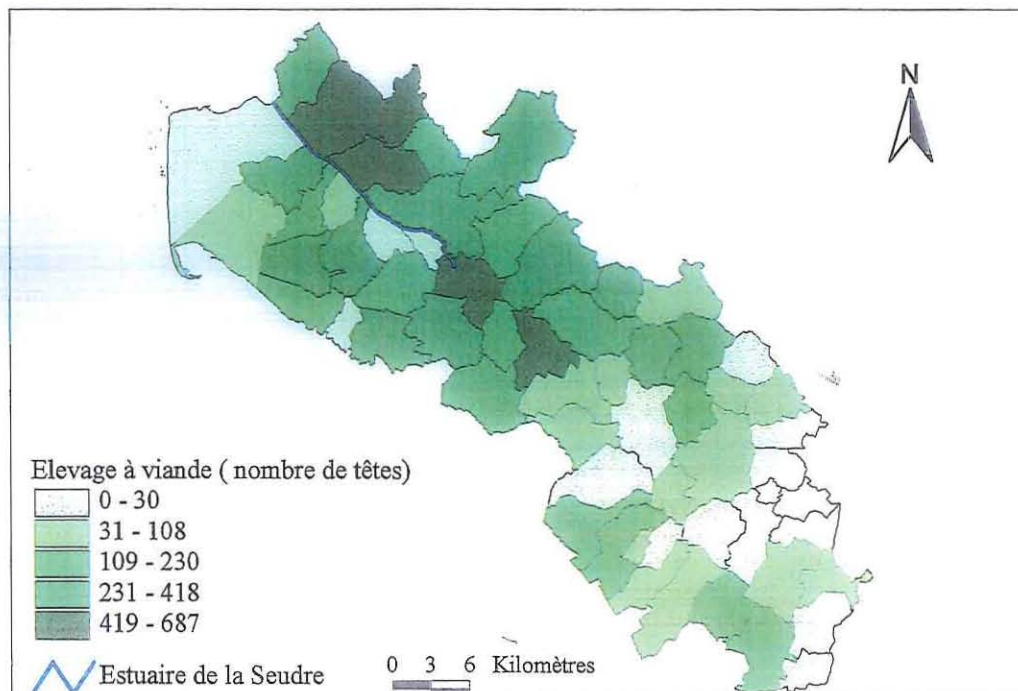 N
Elevage à viande ( nombre de têtes)
0 - 30
31 - 108
109 - 230
231 - 418
419 - 687
Estuaire de la Seudre
0 3 6 Kilomètres